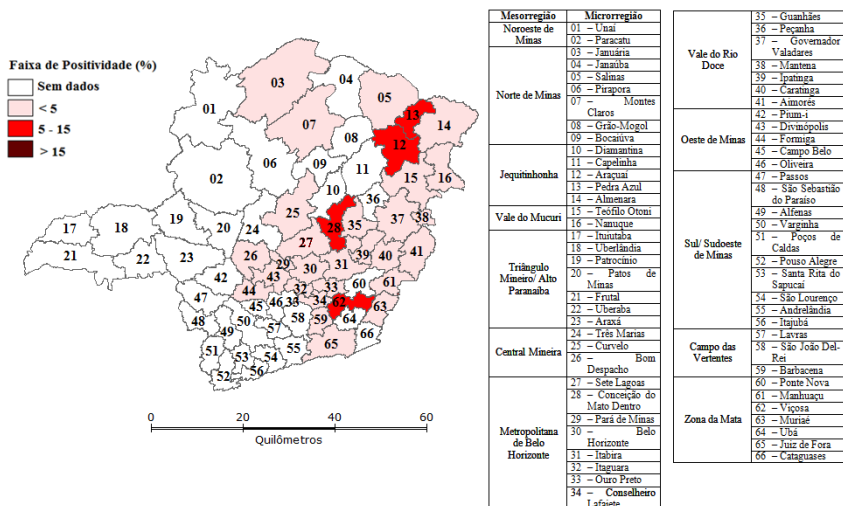 Faixa de Positividade (%)
Sem dados
< 5
5 - 15
> 15
01
02
03
04
05
06
07
08
09
10
11
12
13
14
15
16
17
18
19
20
21
22
23
24
25
26
27
28
29
30
31
32
33
34
35
36
37
38
39
40
41
42
43
44
45
46
33
47
48
49
50
51
52
53
54
55
56
57
58
59
60
61
62
63
64
65
66
0 20 40 60
Quilômetros
Mesorregião Microrregião
Noroeste de Minas
01 – Unaí
02 – Paracatu
Norte de Minas
03 – Januária
04 – Janaúba
05 – Salinas
06 – Pirapora
07 – Montes
Claros
08 – Grão-Mogol
09 – Bocaiúva
Jequitinhonha
10 – Diamantina
11 – Capelinha
12 – Araçuaí
13 – Pedra Azul
14 – Almenara
Vale do Mucuri
15 – Teófilo Otoni
16 – Nanuque
Triângulo
Mineiro/ Alto
Paranaíba
17 – Ituiutaba
18 – Uberlândia
19 – Patrocínio
20 – Patos de
Minas
21 – Frutal
22 – Uberaba
23 – Araxá
Central Mineira
24 – Três Marias
25 – Curvelo
26 – Bom
Despacho
Metropolitana
de Belo
Horizonte
27 – Sete Lagoas
28 – Conceição do
Mato Dentro
29 – Pará de Minas
30 – Belo
Horizonte
31 – Itabira
32 – Itaguara
33 – Ouro Preto
34 – Conselheiro
Lafaiete
Vale do Rio
Doce
35 – Guanhães
36 – Peçanha
37 – Governador
Valadares
38 – Mantena
39 – Ipatinga
40 – Caratinga
41 – Aimorés
Oeste de Minas
42 – Pium-i
43 – Divinópolis
44 – Formiga
45 – Campo Belo
46 – Oliveira
Sul/ Sudoeste
de Minas
47 – Passos
48 – São Sebastião
do Paraíso
49 – Alfenas
50 – Varginha
51 – Poços de
Caldas
52 – Pouso Alegre
53 – Santa Rita do
Sapucaí
54 – São Lourenço
55 – Andrelândia
56 – Itajubá
Campo das
Vertentes
57 – Lavras
58 – São João Del-
Rei
59 – Barbacena
Zona da Mata
60 – Ponte Nova
61 – Manhuaçu
62 – Viçosa
63 – Muriaé
64 – Ubá
65 – Juiz de Fora
66 – Cataguases